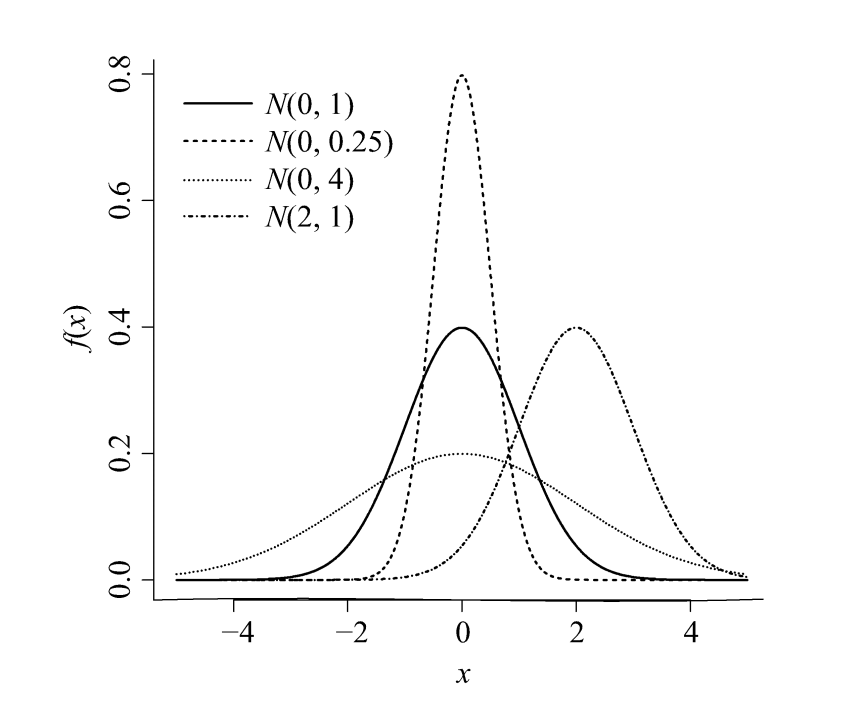 0.8
N(0, 1)
N(0, 0.25)
N(0, 4)
N(2, 1)
0.6
0.4
f(x)
0.2
0.0
−4 −2 0 2 4
x